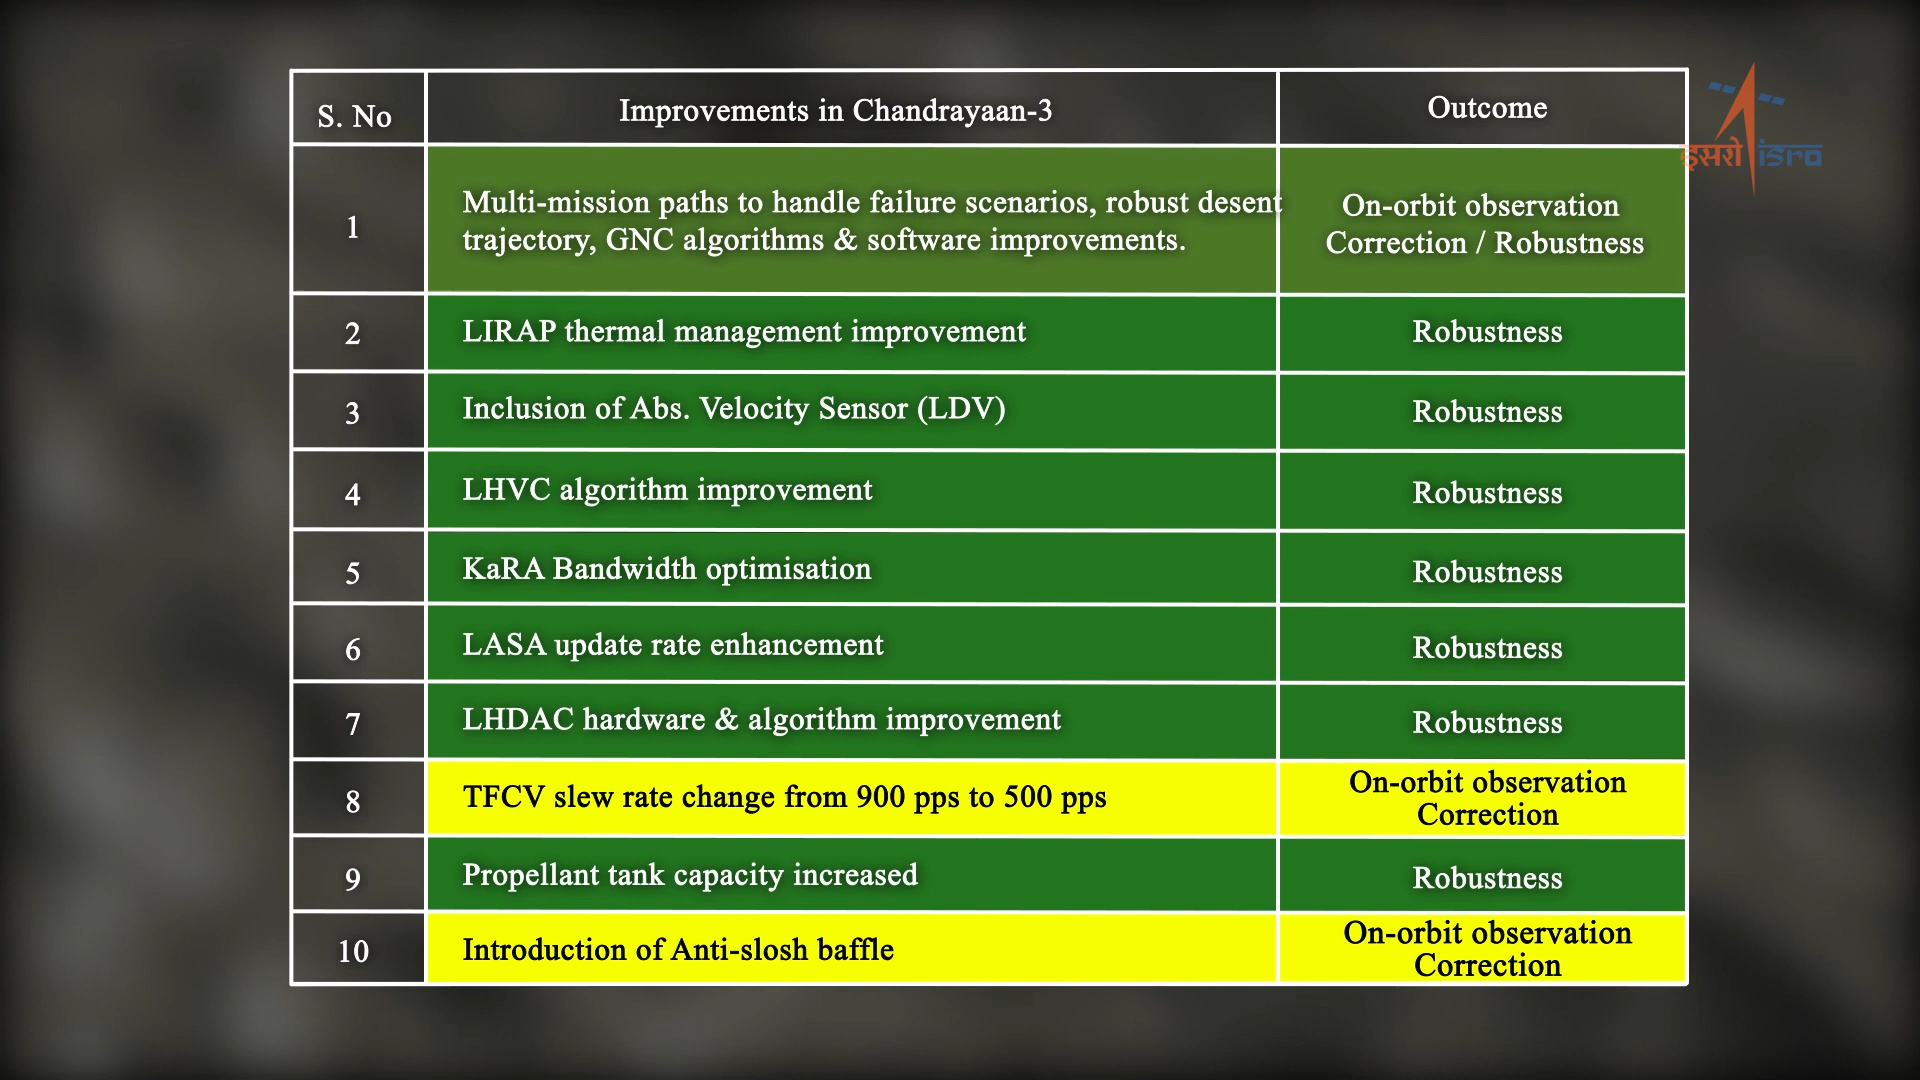 S. No
Improvements in Chandrayaan-3
Outcome
1
Multi-mission paths to handle failure scenarios, robust desent
trajectory, GNC algorithms & software improvements.
On-orbit observation
Correction / Robustness
2
LIRAP thermal management improvement
Robustness
3
Inclusion of Abs. Velocity Sensor (LDV)
Robustness
4
LHVC algorithm improvement
Robustness
5
KaRA Bandwidth optimisation
Robustness
6
LASA update rate enhancement
Robustness
7
LHDAC hardware & algorithm improvement
Robustness
8
TFCV slew rate change from 900 pps to 500 pps
On-orbit observation
Correction
9
Propellant tank capacity increased
Robustness
10
Introduction of Anti-slosh baffle
On-orbit observation
Correction
इसरो isro